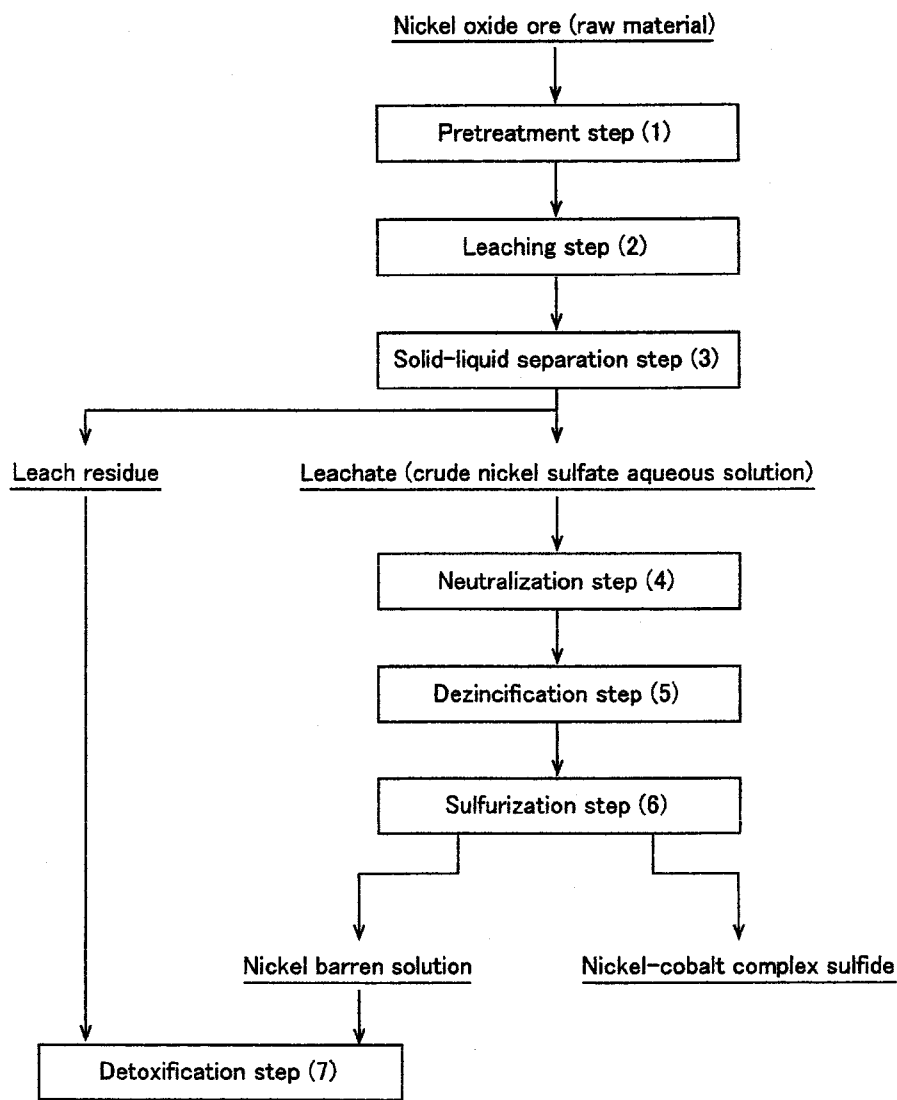 Nickel oxide ore (raw material)
Pretreatment step (1)
Leaching step (2)
Solid-liquid separation step (3)
Leach residue
Leachate (crude nickel sulfate aqueous solution)
Neutralization step (4)
Dezincification step (5)
Sulfurization step (6)
Nickel barren solution
Nickel-cobalt complex sulfide
Detoxification step (7)